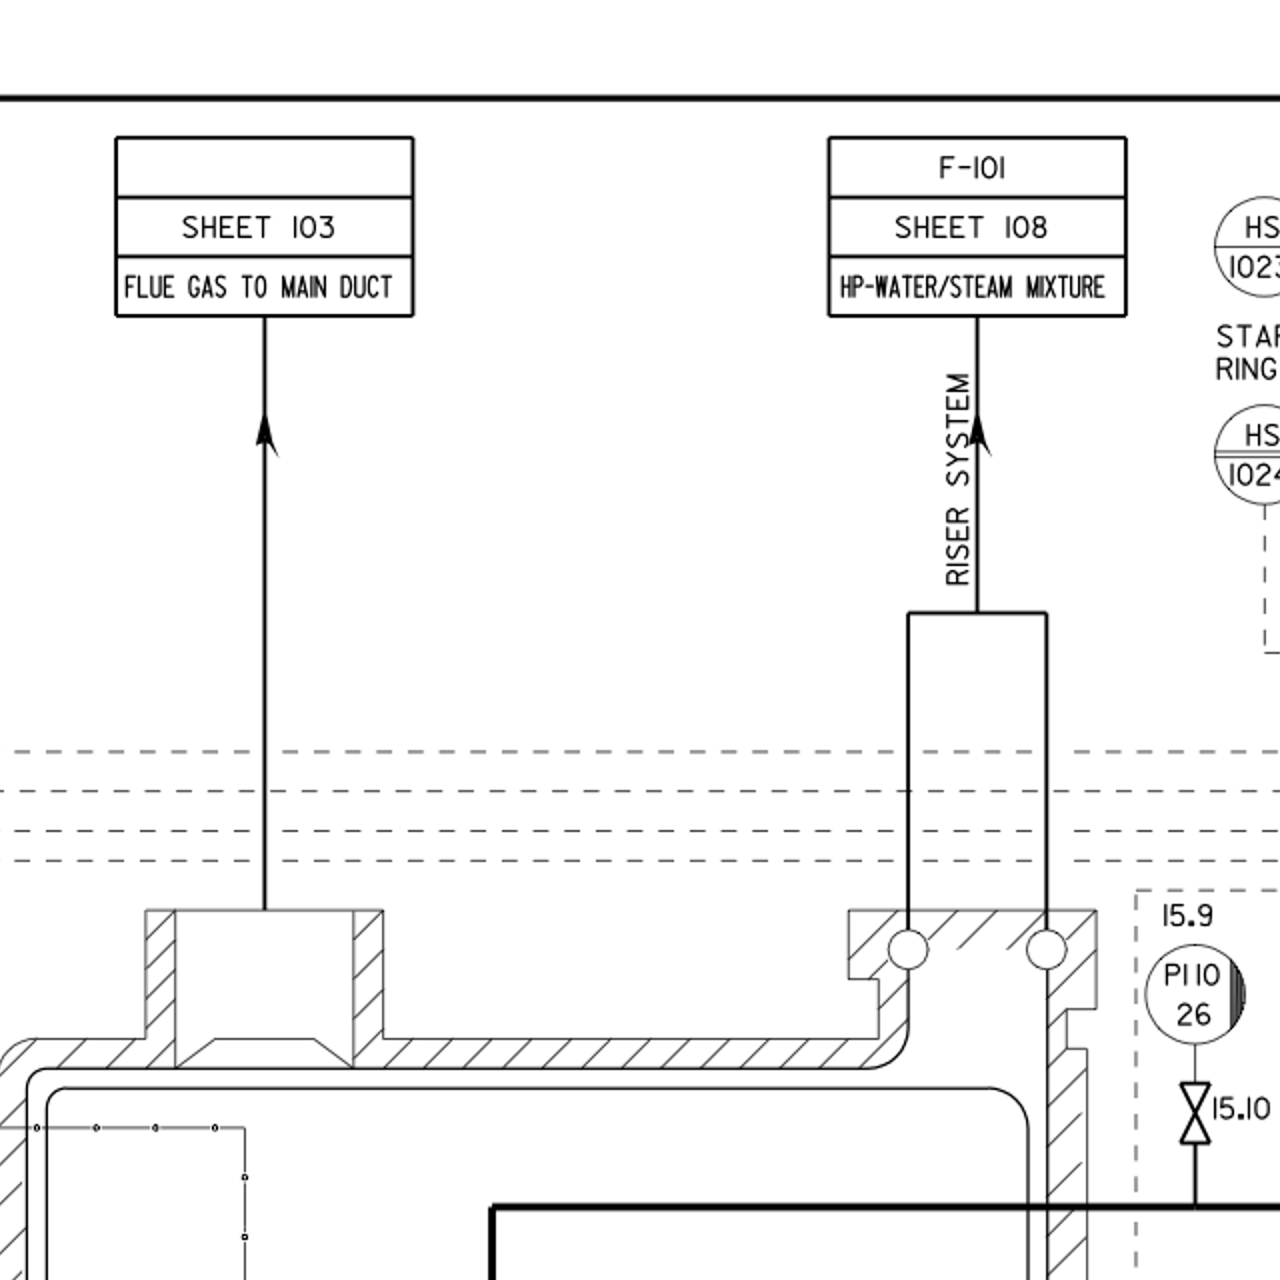 SHEET 103
FLUE GAS TO MAIN DUCT
F-101
SHEET 108
HP-WATER/STEAM MIXTURE
RISER SYSTEM
HS
1023
RING
HS
1024
15.9
PI 10
26
15.10